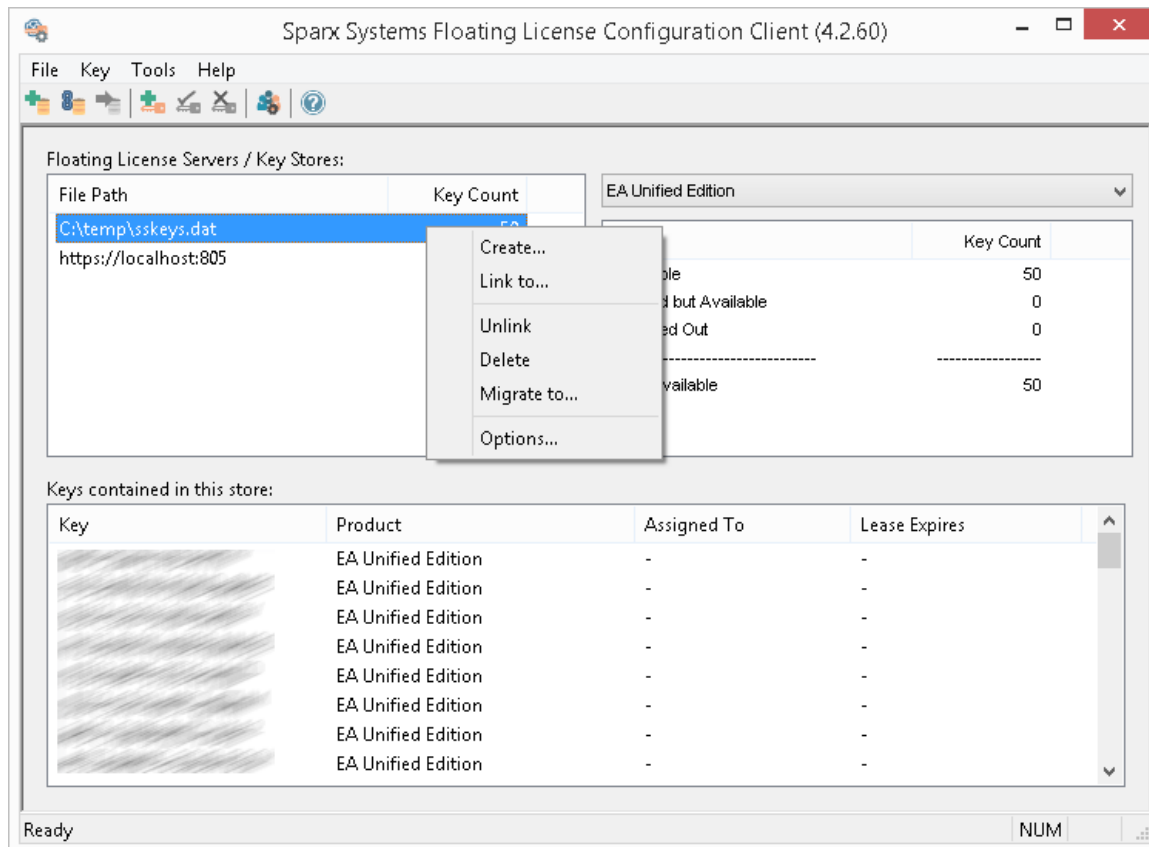 Sparx Systems Floating License Configuration Client (4.2.60)
File Key Tools Help
Floating License Servers / Key Stores:
File Path Key Count
C:\temp\sskeys.dat
https://localhost:805
Create...
Link to...
Unlink
Delete
Migrate to...
Options...
EA Unified Edition
Key Count
50
but Available 0
Out 0
-----------------
50
Keys contained in this store:
Key Product Assigned To Lease Expires
EA Unified Edition - -
EA Unified Edition - -
EA Unified Edition - -
EA Unified Edition - -
EA Unified Edition - -
EA Unified Edition - -
EA Unified Edition - -
EA Unified Edition - -
Ready NUM